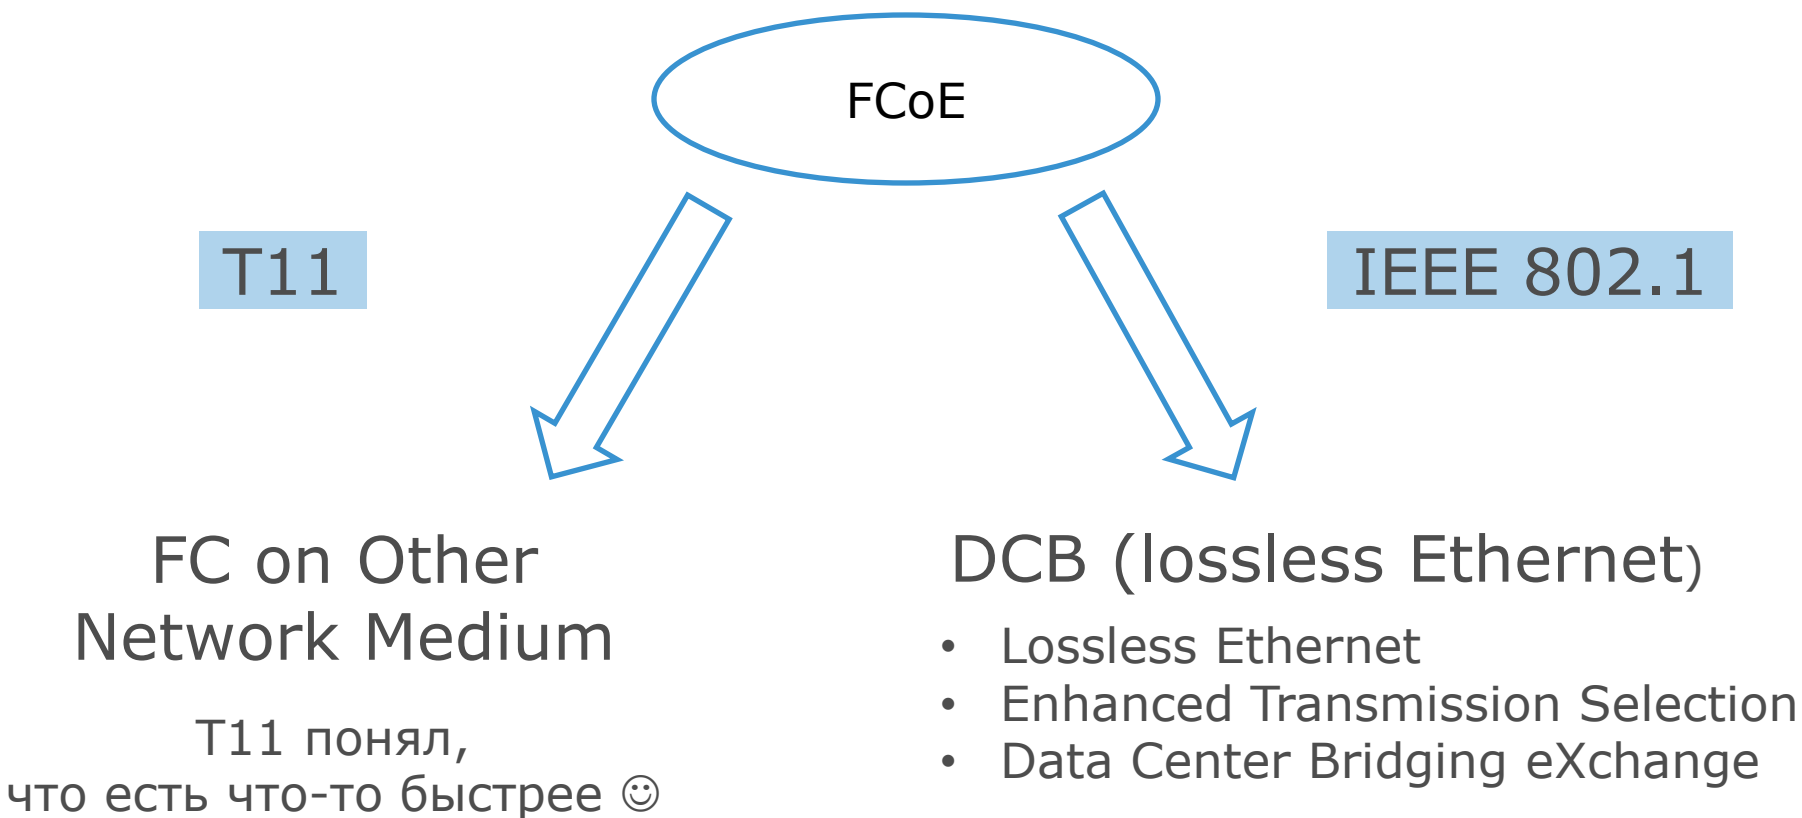 FCoE
T11
IEEE 802.1
FC on Other
Network Medium
T11 понял,
что есть что-то быстрее ☺
DCB (lossless Ethernet)
• Lossless Ethernet
• Enhanced Transmission Selection
• Data Center Bridging eXchange